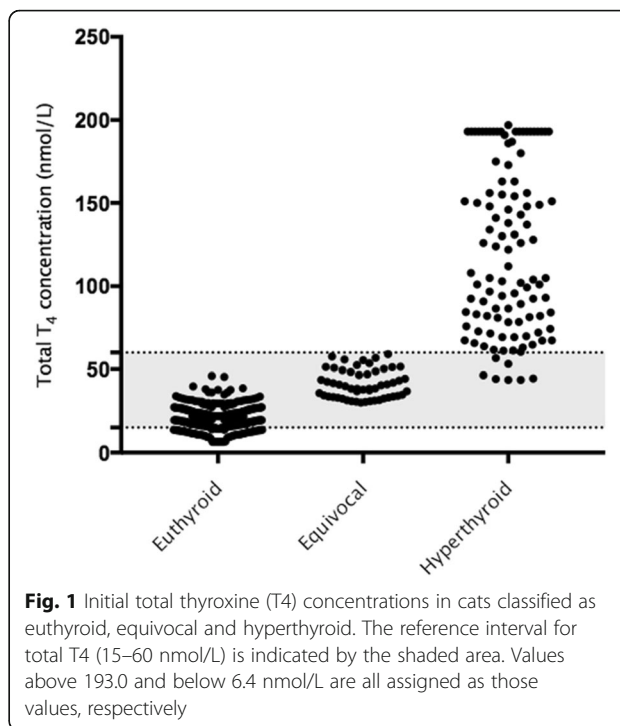 250
200
150
100
50
0
Total T4 concentration (nmol/L)
Euthyroid
Equivocal
Hyperthyroid
Fig. 1 Initial total thyroxine (T4) concentrations in cats classified as
euthyroid, equivocal and hyperthyroid. The reference interval for
total T4 (15–60 nmol/L) is indicated by the shaded area. Values
above 193.0 and below 6.4 nmol/L are all assigned as those
values, respectively